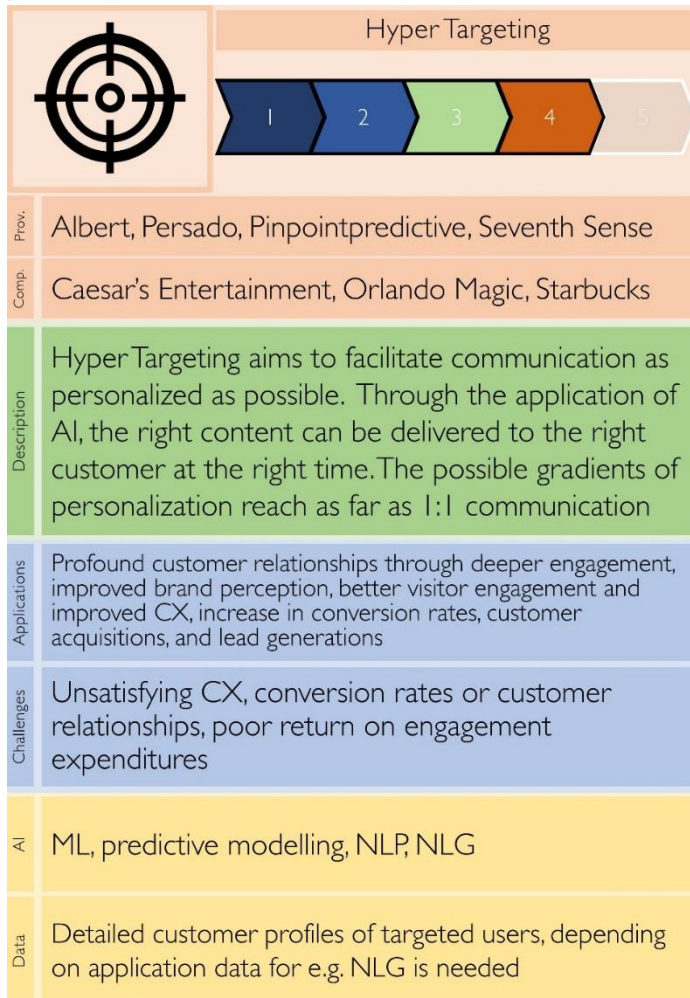 Hyper Targeting
1 2 3 4 5
Prov.
Albert, Persado, Pinpointpredictive, Seventh Sense
Comp.
Caesar's Entertainment, Orlando Magic, Starbucks
Description
Hyper Targeting aims to facilitate communication as
personalized as possible. Through the application of
AI, the right content can be delivered to the right
customer at the right time. The possible gradients of
personalization reach as far as 1:1 communication
Applications
Profound customer relationships through deeper engagement,
improved brand perception, better visitor engagement and
improved CX, increase in conversion rates, customer
acquisitions, and lead generations
Challenges
Unsatisfying CX, conversion rates or customer
relationships, poor return on engagement
expenditures
AI
ML, predictive modelling, NLP, NLG
Data
Detailed customer profiles of targeted users, depending
on application data for e.g. NLG is needed